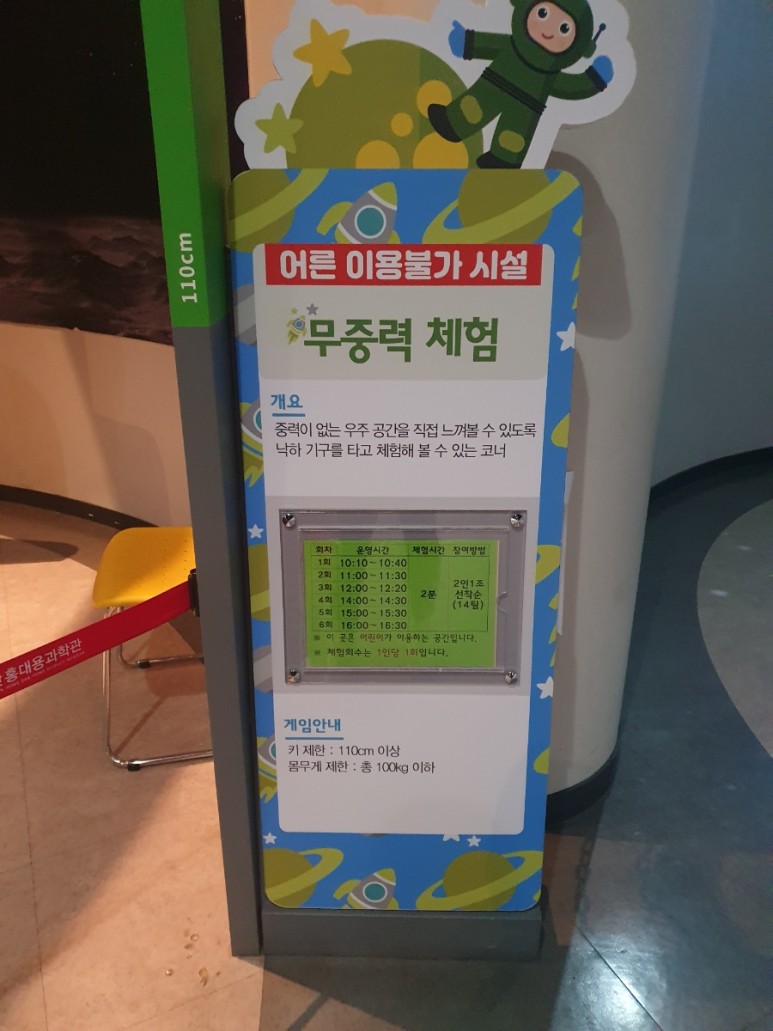 110cm
어른 이용불가 시설
무중력 체험
개요
중력이 없는 우주 공간을 직접 느껴볼 수 있도록
낙하 기구를 타고 체험해 볼 수 있는 코너
회차 운영시간 체험시간 참여방법
1회 10:10~10:40
2회 11:00~11:30
3회 12:00~12:20
4회 14:00~14:30
5회 15:00~15:30
6회 16:00~16:30
2분
2인1조
선착순
(14팀)
※ 이 곳은 어린이가 이용하는 공간입니다.
※ 체험회수는 1인당 1회입니다.
게임안내
키 제한 : 110cm 이상
몸무게 제한 : 총 100kg 이하
홍대용과학관